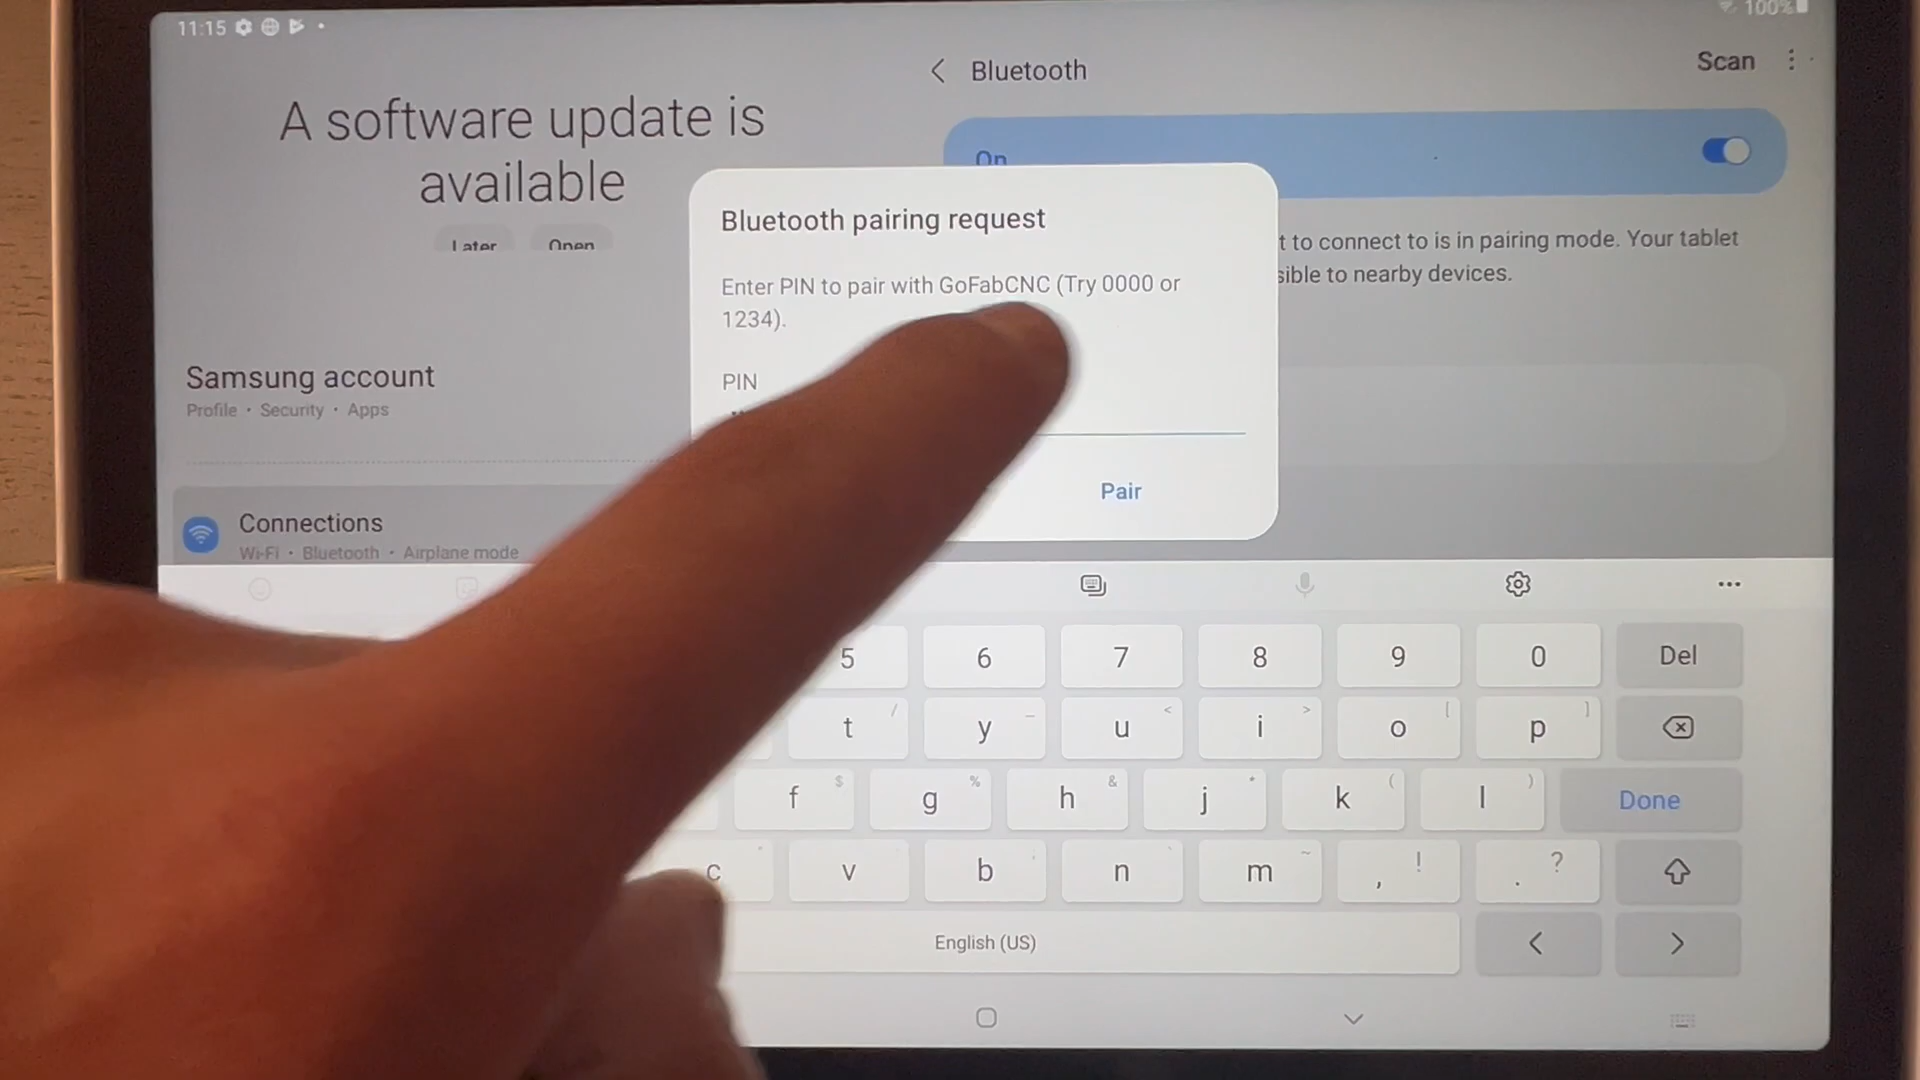 11:15
100%
A software update is
available
Later
Open
Samsung account
Profile • Security • Apps
Connections
Wi-Fi • Bluetooth • Airplane mode
Bluetooth
Scan
On
t to connect to is in pairing mode. Your tablet
sible to nearby devices.
Bluetooth pairing request
Enter PIN to pair with GoFabCNC (Try 0000 or
1234).
PIN
Pair
5 6 7 8 9 0 Del
t / y _ u < i > o [ p ]
f $ g % h & j * k ( l ) Done
c v b n m ~ , ! . ?
English (US) < >